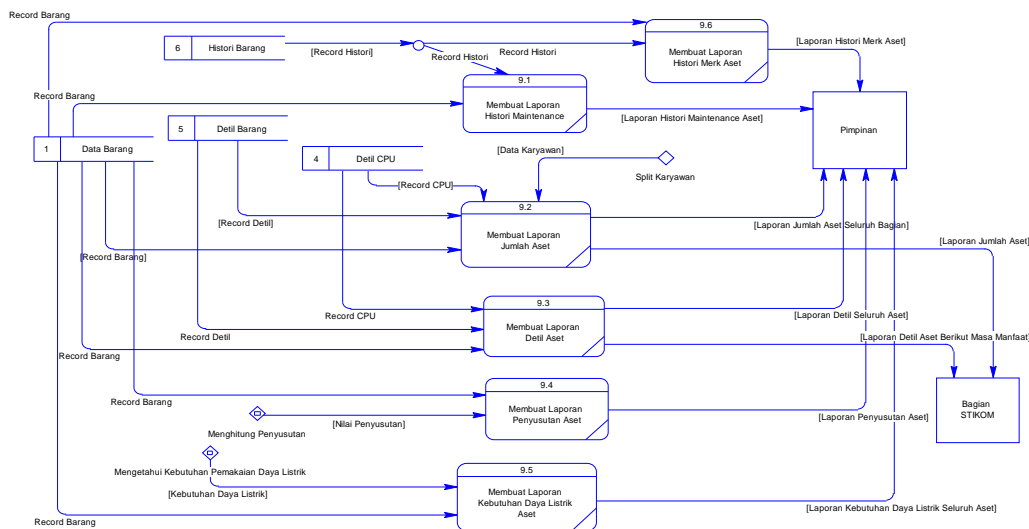 Record Barang
9.6
Membuat Laporan
Histori Merk Aset
[Laporan Histori Merk Aset]
6
Histori Barang
[Record Histori]
Record Histori
Record Histori
9.1
Membuat Laporan
Histori Maintenance
Record Barang
[Laporan Histori Maintenance Aset]
Pimpinan
5
Detil Barang
1
Data Barang
4
Detil CPU
[Data Karyawan]
Split Karyawan
[Record CPU]
9.2
Membuat Laporan
Jumlah Aset
[Record Detil]
[Laporan Jumlah Aset Seluruh Bagian]
[Laporan Jumlah Aset]
[Record Barang]
9.3
Membuat Laporan
Detil Aset
Record CPU
[Laporan Detil Seluruh Aset]
Record Detil
[Laporan Detil Aset Berikut Masa Manfaat]
Record Barang
9.4
Membuat Laporan
Penyusutan Aset
Record Barang
Bagian
STIKOM
[Nilai Penyusutan]
[Laporan Penyusutan Aset]
Menghitung Penyusutan
Mengetahui Kebutuhan Pemakaian Daya Listrik
[Kebutuhan Daya Listrik]
9.5
Membuat Laporan
Kebutuhan Daya Listrik
Aset
[Laporan Kebutuhan Daya Listrik Seluruh Aset]
Record Barang